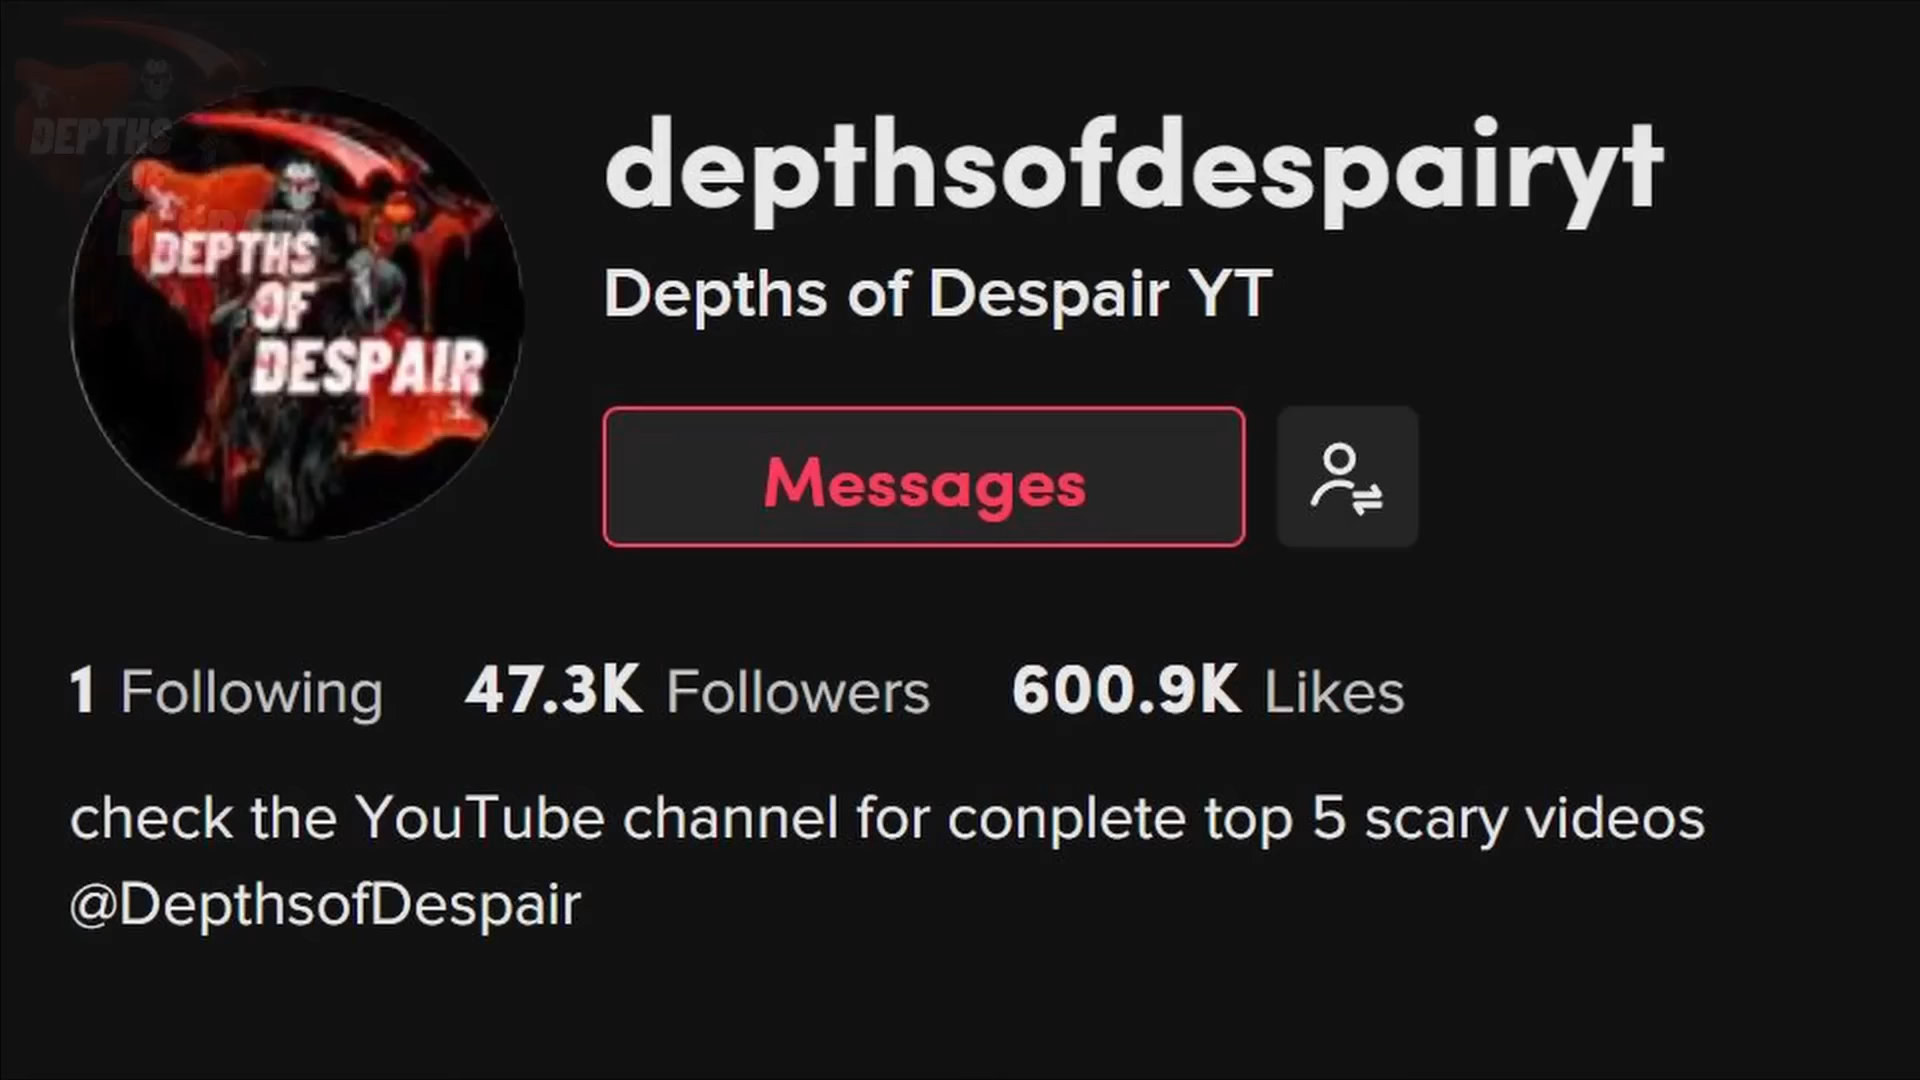 DEPTHS
depthsofdespairyt
Depths of Despair YT
DEPTHS
OF
DESPAIR
Messages
1 Following 47.3K Followers 600.9K Likes
check the YouTube channel for conplete top 5 scary videos
@DepthsofDespair